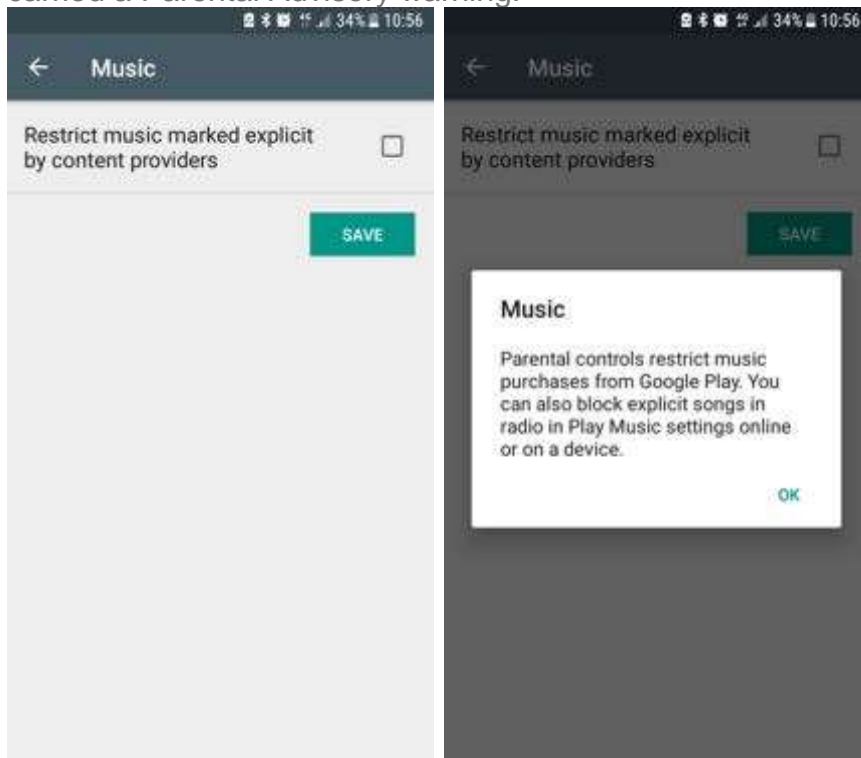 34% 10:56
Music
Restrict music marked explicit
by content providers
SAVE
34% 10:56
Music
Restrict music marked explicit
by content providers
SAVE
Music
Parental controls restrict music
purchases from Google Play. You
can also block explicit songs in
radio in Play Music settings online
or on a device.
OK